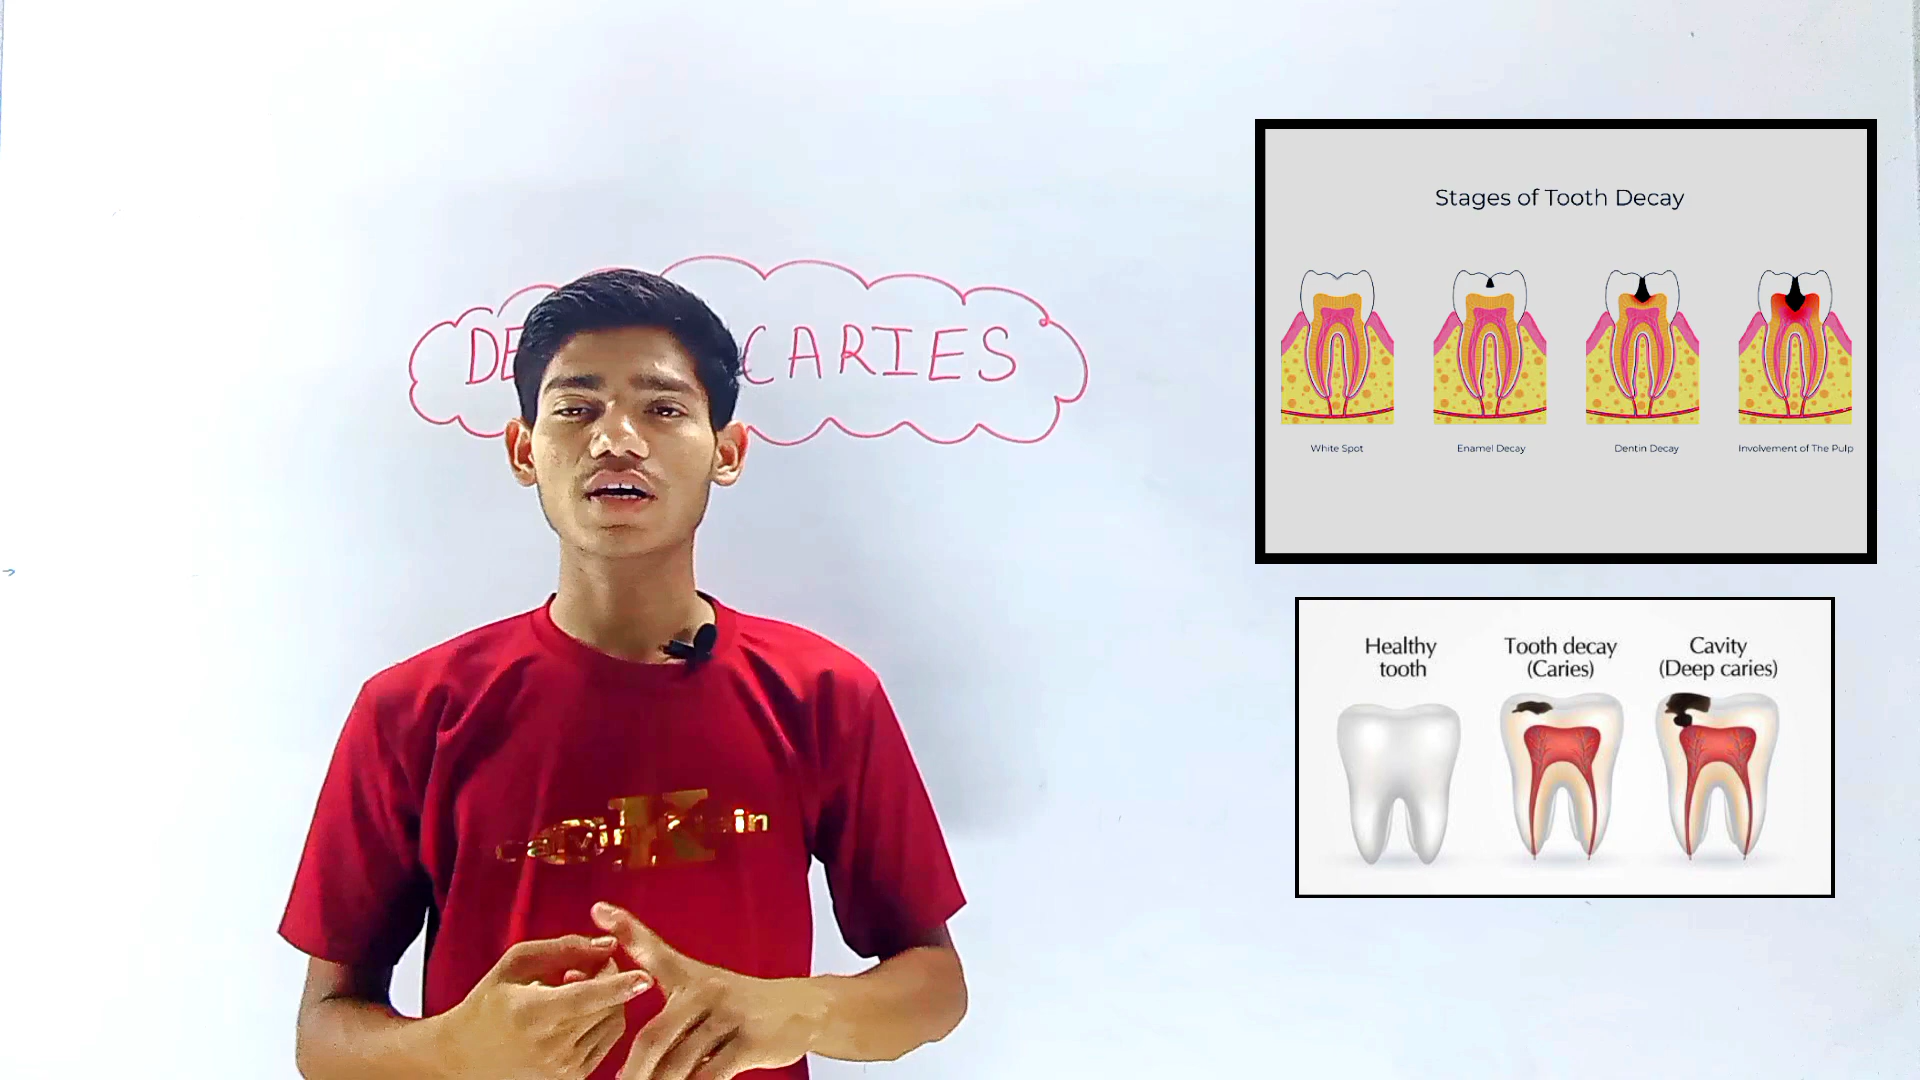 DE CARIES
Stages of Tooth Decay
White Spot
Enamel Decay
Dentin Decay
Involvement of The Pulp
Healthy
tooth
Tooth decay
(Caries)
Cavity
(Deep caries)
CK